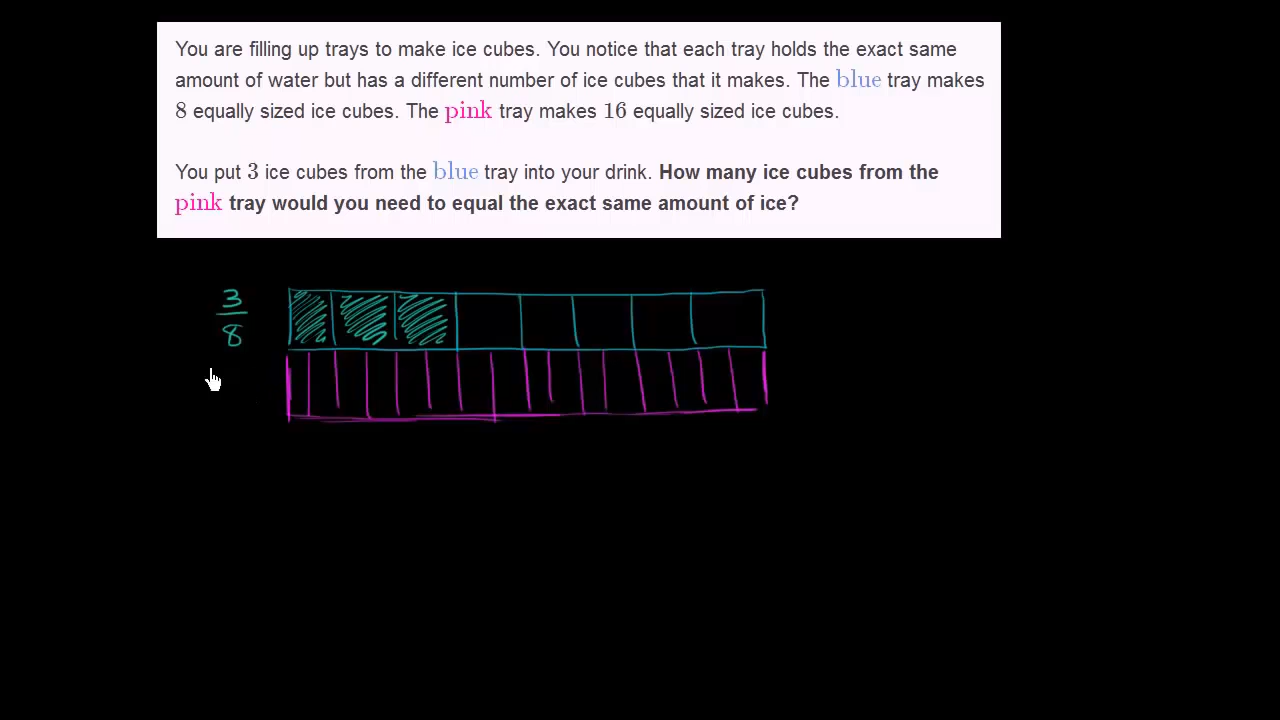 You are filling up trays to make ice cubes. You notice that each tray holds the exact same
amount of water but has a different number of ice cubes that it makes. The blue tray makes
8 equally sized ice cubes. The pink tray makes 16 equally sized ice cubes.
You put 3 ice cubes from the blue tray into your drink. How many ice cubes from the
pink tray would you need to equal the exact same amount of ice?
3
8